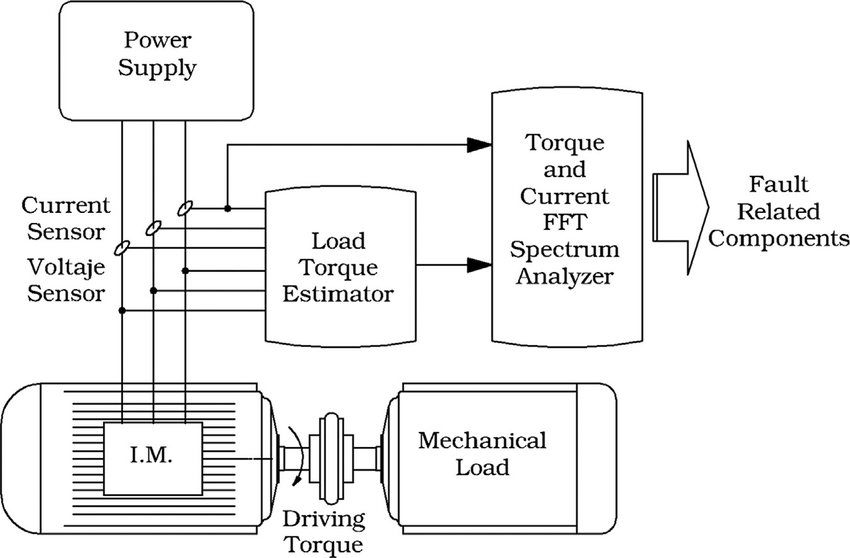 Power
Supply
Current
Sensor
Voltaje
Sensor
Load
Torque
Estimator
Torque
and
Current
FFT
Spectrum
Analyzer
Fault
Related
Components
I.M.
Driving
Torque
Mechanical
Load